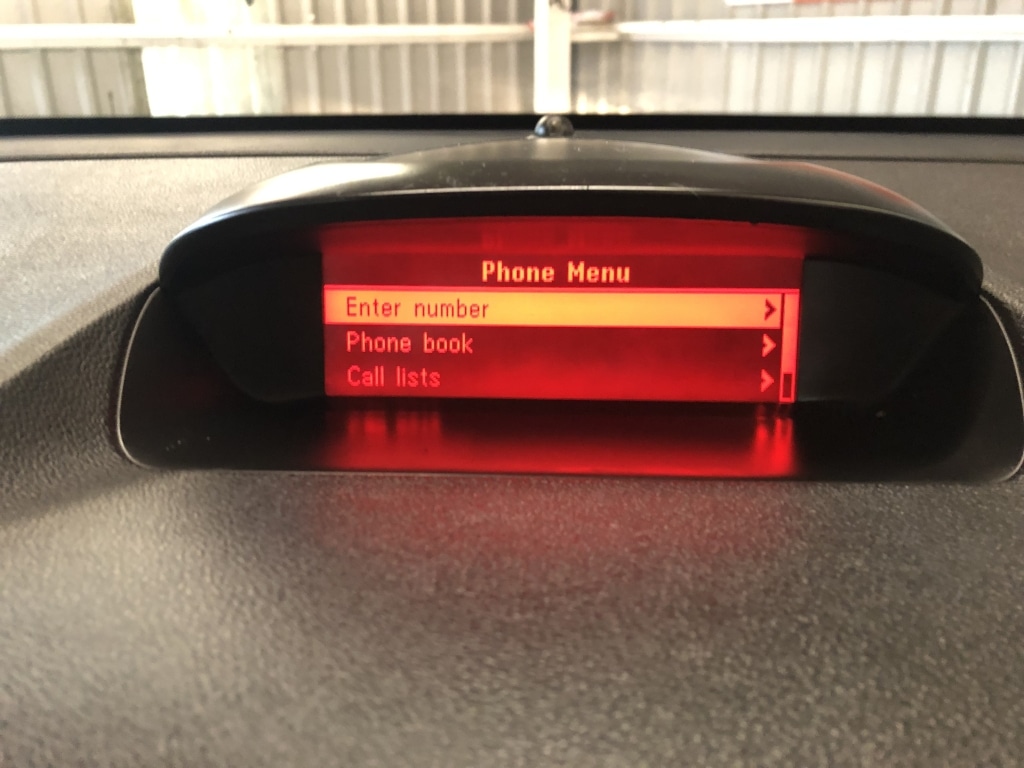 Phone Menu
Enter number
Phone book
Call lists